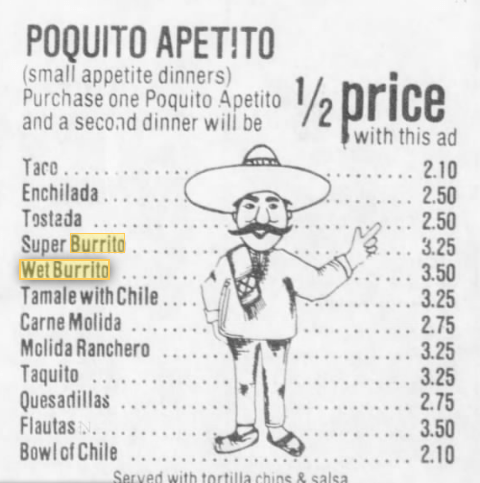 POQUITO APETITO
(small appetite dinners)
Purchase one Poquito Apetito
and a second dinner will be
1/2 price
with this ad
Taco 2.10
Enchilada 2.50
Tostada 2.50
Super Burrito 3.25
Wet Burrito 3.50
Tamale with Chile 3.25
Carne Molida 2.75
Molida Ranchero 3.25
Taquito 3.25
Quesadillas 2.75
Flautas 3.50
Bowl of Chile 2.10
Served with tortilla chips & salsa